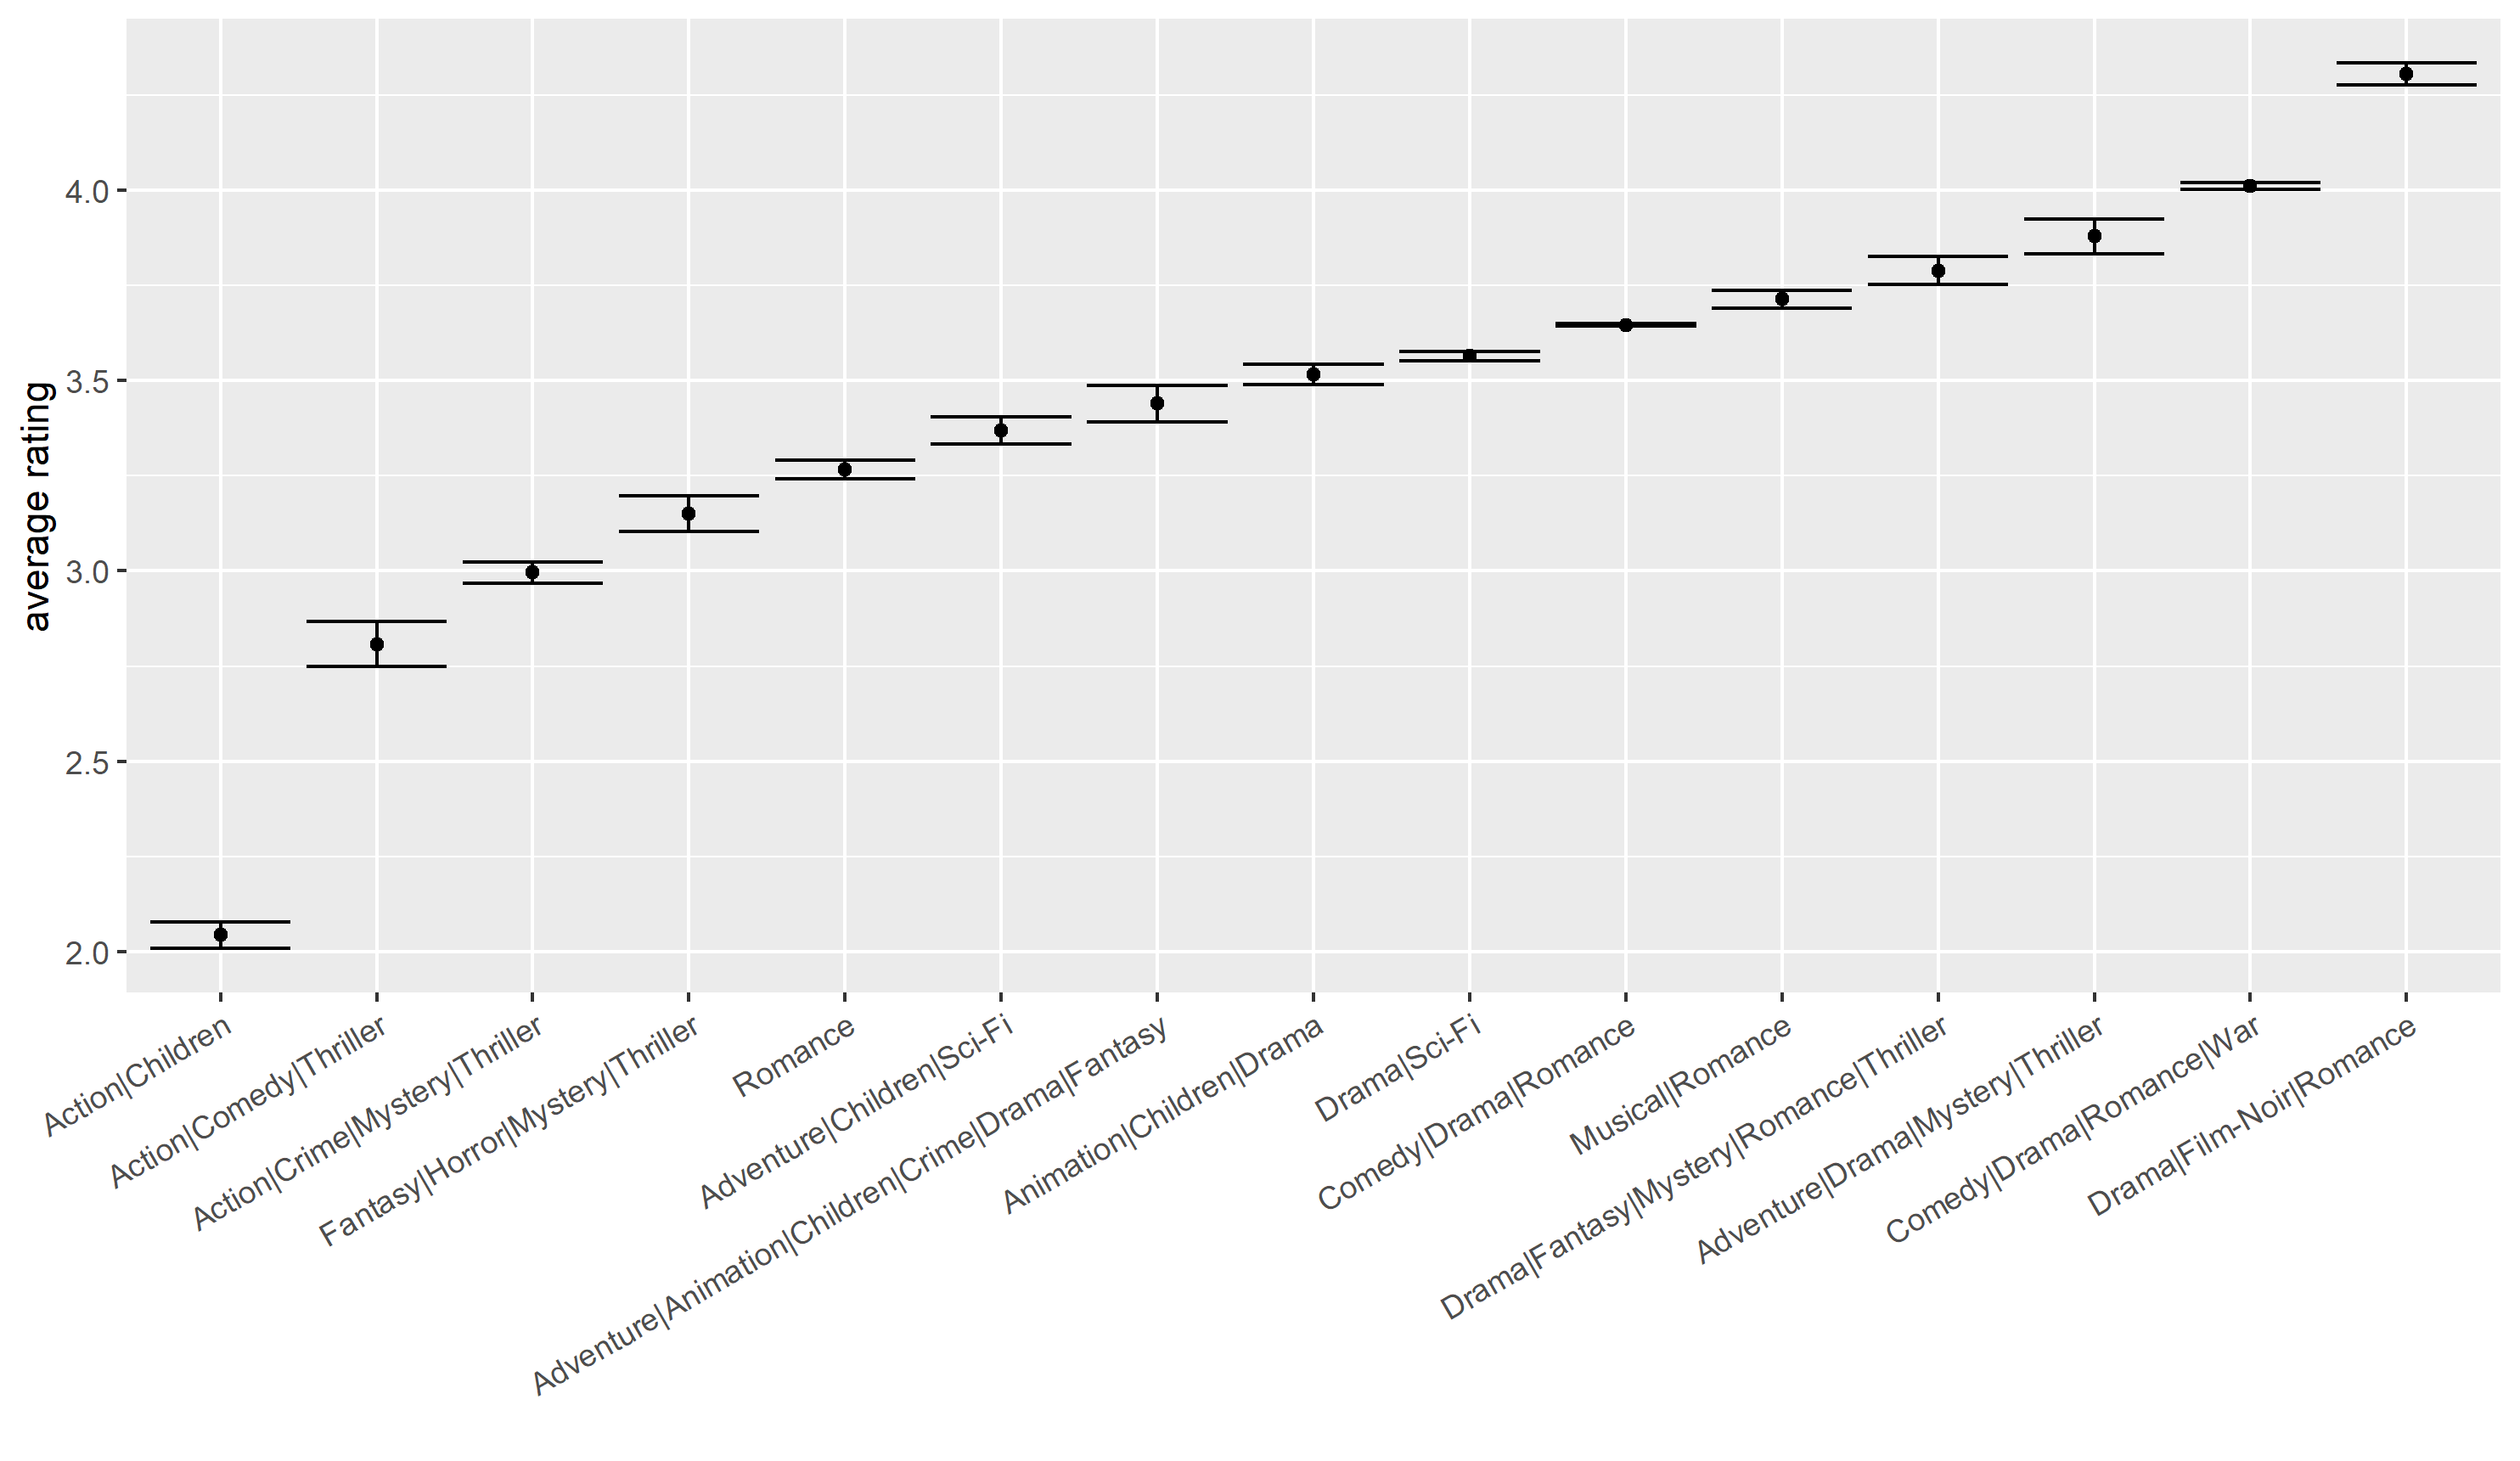 average rating
4.0
3.5
3.0
2.5
2.0
Action|Children
Action|Comedy|Thriller
Action|Crime|Mystery|Thriller
Fantasy|Horror|Mystery|Thriller
Romance
Adventure|Children|Sci-Fi
Adventure|Animation|Children|Crime|Drama|Fantasy
Animation|Children|Drama
Drama|Sci-Fi
Comedy|Drama|Romance
Musical|Romance
Drama|Fantasy|Mystery|Romance|Thriller
Adventure|Drama|Mystery|Thriller
Comedy|Drama|Romance|War
Drama|Film-Noir|Romance